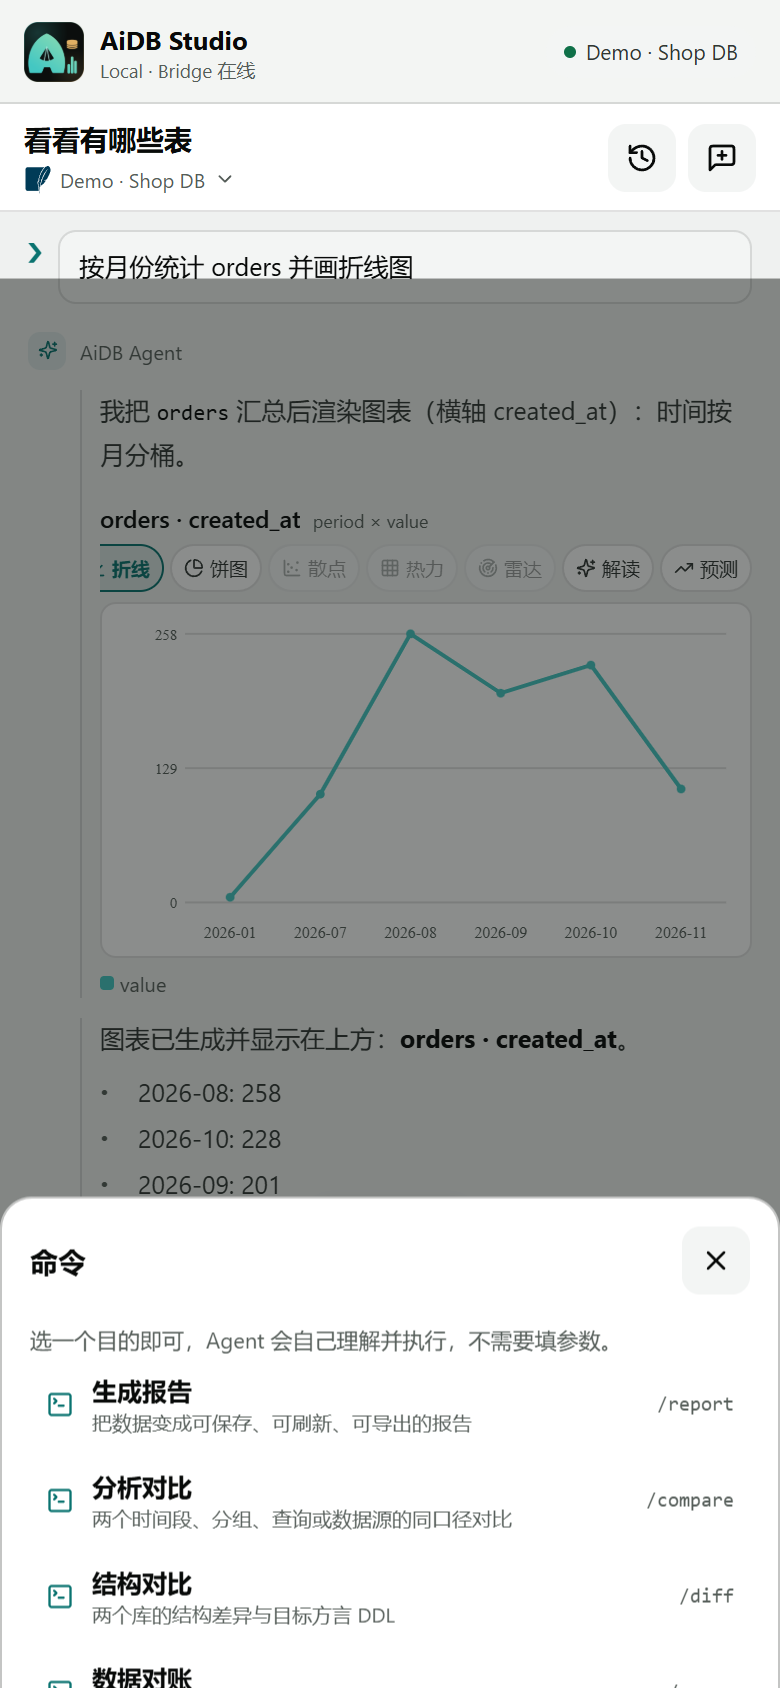 AiDB Studio
Local · Bridge 在线
Demo · Shop DB
看看有哪些表
Demo · Shop DB
按月份统计 orders 并画折线图
AiDB Agent
我把 orders 汇总后渲染图表（横轴 created_at）：时间按
月分桶。
orders · created_at period × value
折线 饼图 散点 热力 雷达 解读 预测
258
129
0
2026-01 2026-07 2026-08 2026-09 2026-10 2026-11
value
图表已生成并显示在上方：orders · created_at。
• 2026-08: 258
• 2026-10: 228
• 2026-09: 201
命令
选一个目的即可，Agent 会自己理解并执行，不需要填参数。
生成报告
把数据变成可保存、可刷新、可导出的报告
/report
分析对比
两个时间段、分组、查询或数据源的同口径对比
/compare
结构对比
两个库的结构差异与目标方言 DDL
/diff
数据对账